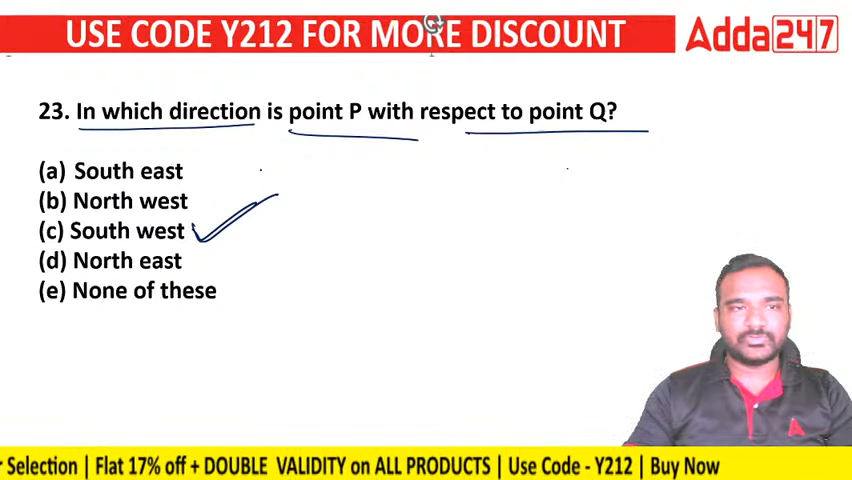 USE CODE Y212 FOR MORE DISCOUNT
Adda247
23. In which direction is point P with respect to point Q?
(a) South east
(b) North west
(c) South west
(d) North east
(e) None of these
r Selection | Flat 17% off + DOUBLE VALIDITY on ALL PRODUCTS | Use Code - Y212 | Buy Now